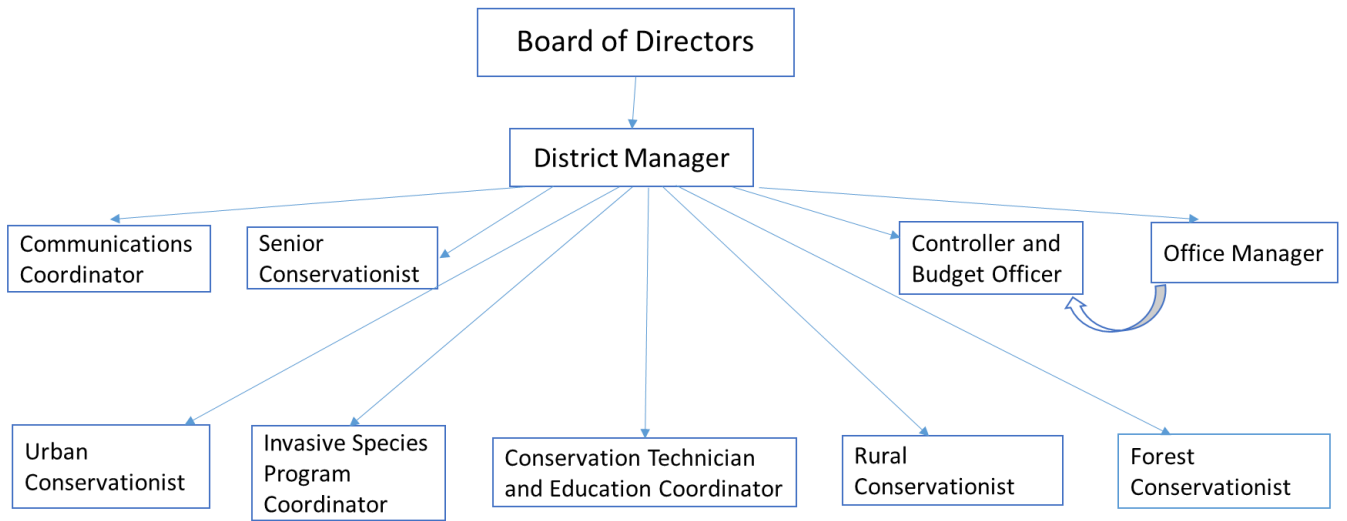 Board of Directors
District Manager
Communications
Coordinator
Senior
Conservationist
Controller and
Budget Officer
Office Manager
Urban
Conservationist
Invasive Species
Program
Coordinator
Conservation Technician
and Education Coordinator
Rural
Conservationist
Forest
Conservationist